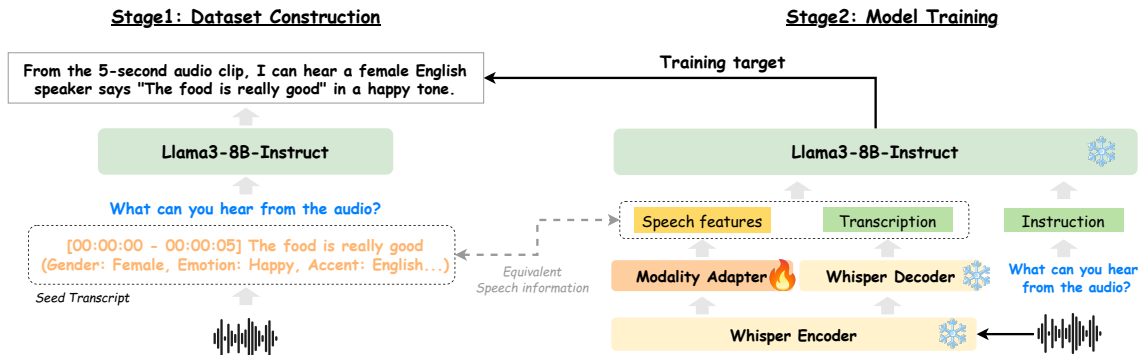 Stage1: Dataset Construction
From the 5-second audio clip, I can hear a female English
speaker says "The food is really good" in a happy tone.
Llama3-8B-Instruct
What can you hear from the audio?
[00:00:00 - 00:00:05] The food is really good
(Gender: Female, Emotion: Happy, Accent: English...)
Seed Transcript
Equivalent
Speech information
Stage2: Model Training
Training target
Llama3-8B-Instruct
Speech features
Transcription
Instruction
Modality Adapter
Whisper Decoder
What can you hear
from the audio?
Whisper Encoder